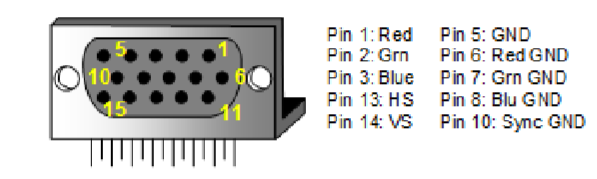 5 1
10 6
15 11
Pin 1: Red Pin 5: GND
Pin 2: Grn Pin 6: Red GND
Pin 3: Blue Pin 7: Grn GND
Pin 13: HS Pin 8: Blu GND
Pin 14: VS Pin 10: Sync GND